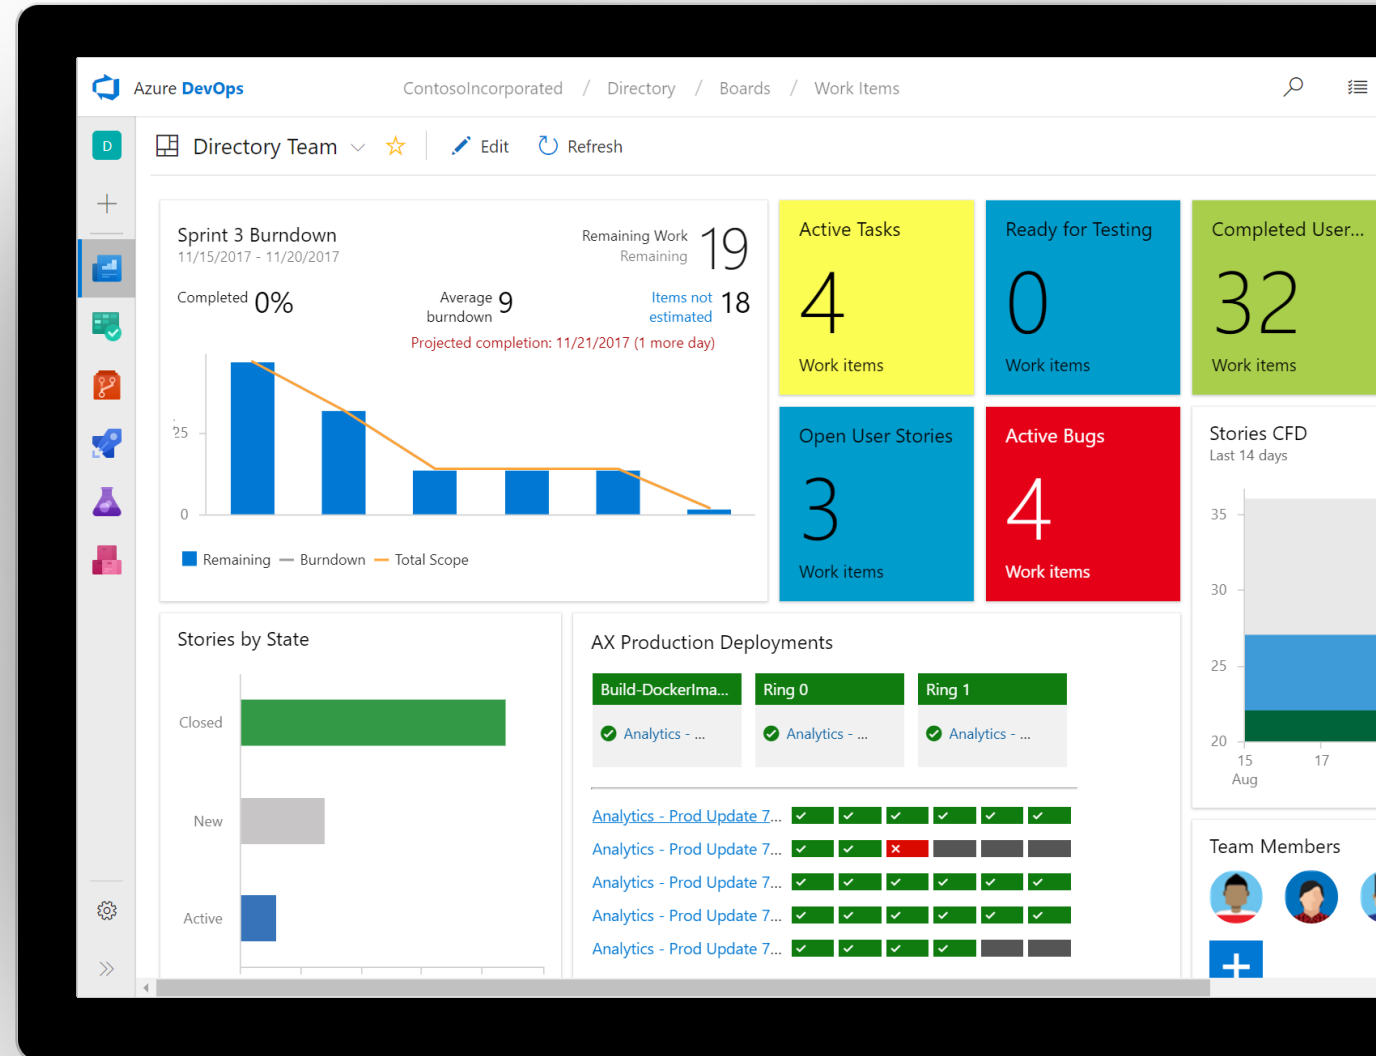 Azure DevOps
ContosoIncorporated / Directory / Boards / Work Items
D
Directory Team
Edit
Refresh
Sprint 3 Burndown
11/15/2017 - 11/20/2017
Remaining Work
Remaining
19
Completed 0%
Average
burndown
9
Items not
estimated
18
Projected completion: 11/21/2017 (1 more day)
25
0
Remaining
Burndown
Total Scope
Active Tasks
4
Work items
Ready for Testing
0
Work items
Completed User...
32
Work items
Open User Stories
3
Work items
Active Bugs
4
Work items
Stories CFD
Last 14 days
35
30
25
20
15
17
Aug
Stories by State
Closed
New
Active
AX Production Deployments
Build-DockerIma...
Ring 0
Ring 1
Analytics - ...
Analytics - ...
Analytics - ...
Analytics - Prod Update 7...
Analytics - Prod Update 7...
Analytics - Prod Update 7...
Analytics - Prod Update 7...
Analytics - Prod Update 7...
Team Members